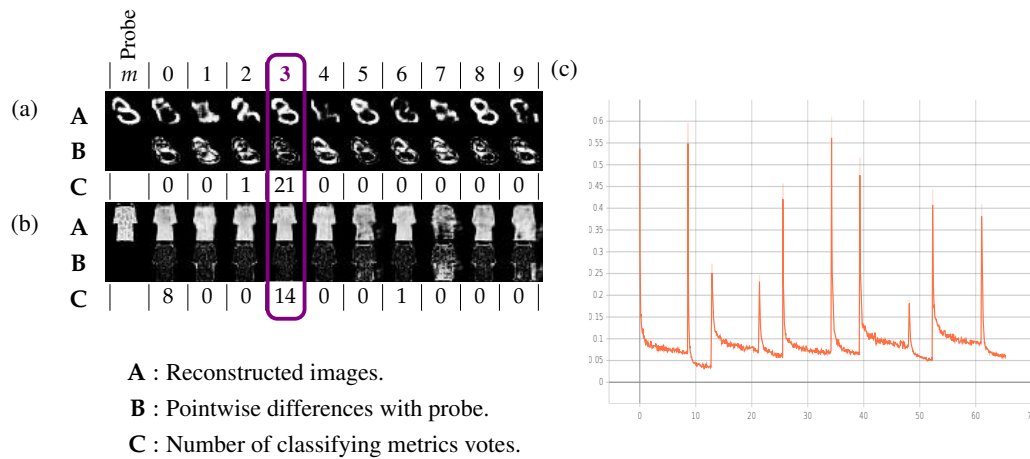 Probe
m 0 1 2 3 4 5 6 7 8 9
(a)
A
B
C 0 0 1 21 0 0 0 0 0 0
(b)
A
B
C 8 0 0 14 0 0 1 0 0 0
A : Reconstructed images.
B : Pointwise differences with probe.
C : Number of classifying metrics votes.
(c)
0.6
0.55
0.5
0.45
0.4
0.35
0.3
0.25
0.2
0.15
0.1
0.05
0
0 10 20 30 40 50 60 70